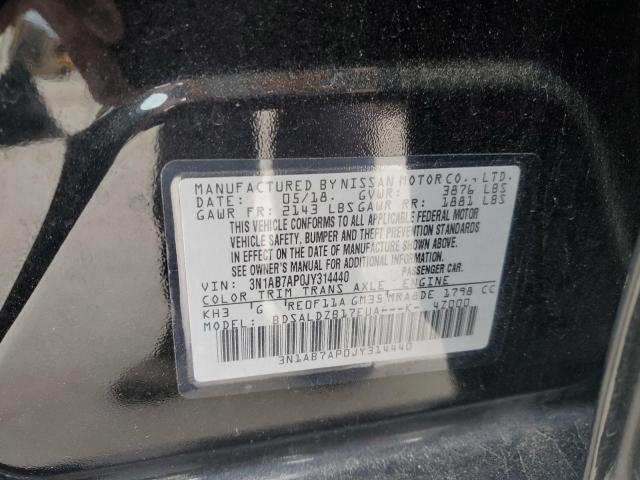 MANUFACTURED BY NISSAN MOTOR CO., LTD.
DATE: 05/18. GVWR: 3876 LBS
GAWR FR: 2143 LBS GAWR RR: 1881 LBS
THIS VEHICLE CONFORMS TO ALL APPLICABLE FEDERAL MOTOR
VEHICLE SAFETY, BUMPER AND THEFT PREVENTION STANDARDS
IN EFFECT ON THE DATE OF MANUFACTURE SHOWN ABOVE.
SEE OWNER'S MANUAL FOR ADDITIONAL INFORMATION.
VIN: 3N1AB7AP0JY314440 PASSENGER CAR.
COLOR TRIM TRANS AXLE ENGINE
KH3 G RE0F11A GM35 MRA8DE 1798 CC
MODEL: BDSALDZB17EUA---K- 47000
3N1AB7AP0JY314440